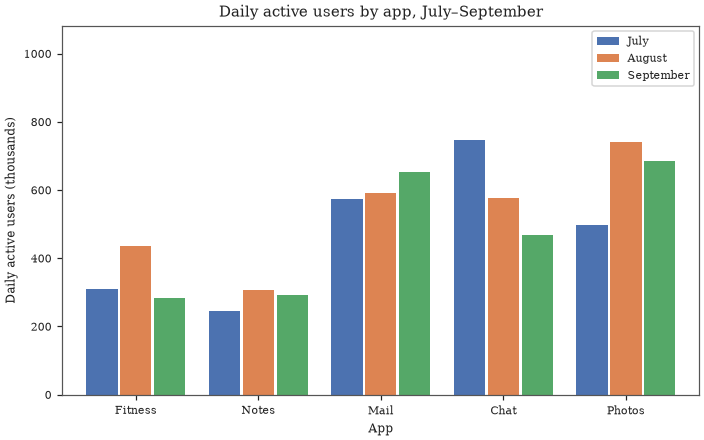 Daily active users by app, July–September
Daily active users (thousands)
1000
800
600
400
200
0
July
August
September
Fitness
Notes
Mail
Chat
Photos
App